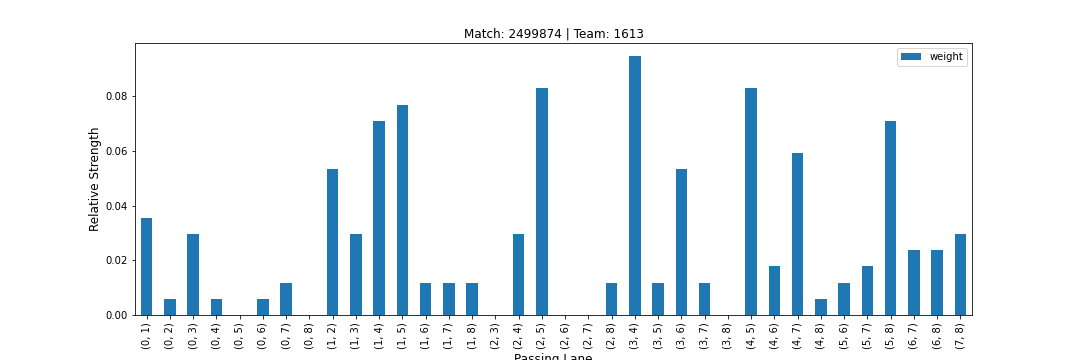 Match: 2499874 | Team: 1613
weight
Relative Strength
0.08
0.06
0.04
0.02
0.00
(0, 1) (0, 2) (0, 3) (0, 4) (0, 5) (0, 6) (0, 7) (0, 8) (1, 2) (1, 3) (1, 4) (1, 5) (1, 6) (1, 7) (1, 8) (2, 3) (2, 4) (2, 5) (2, 6) (2, 7) (2, 8) (3, 4) (3, 5) (3, 6) (3, 7) (3, 8) (4, 5) (4, 6) (4, 7) (4, 8) (5, 6) (5, 7) (5, 8) (6, 7) (6, 8) (7, 8)
Passing Lane